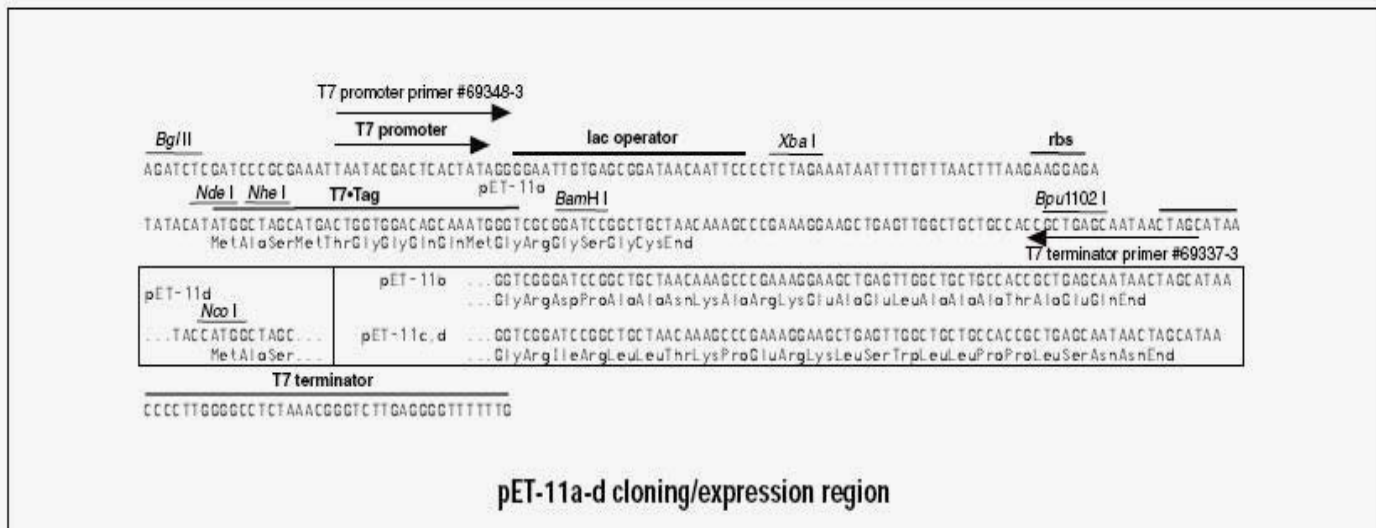 T7 promoter primer #69348-3
Bgl II T7 promoter lac operator Xba I rbs
AGATCTCGATCCCGCGAAATTAATACGACTCACTATAGGGGAATTGTGAGCGGATAACAATTCCCCTCTAGAAATAATTTTGTTTAACTTTAAGAAGGAGA
pET-11a
Nde I Nhe I T7•Tag BamH I Bpu1102 I
TATACATATGGCTAGCATGACTGGTGGACAGCAAATGGGTCGCGGATCCGGCTGCTAACAAAGCCCGAAAGGAAGCTGAGTTGGCTGCTGCCACCGCTGAGCAATAACTAGCATAA
MetAlaSerMetThrGlyGlyGlnGlnMetGlyArgGlySerGlyCysEnd
T7 terminator primer #69337-3
pET-11b ...GGTCGGGATCCGGCTGCTAACAAAGCCCGAAAGGAAGCTGAGTTGGCTGCTGCCACCGCTGAGCAATAACTAGCATAA
...GlyArgAspProAlaAlaAsnLysAlaArgLysGluAlaGluLeuAlaAlaAlaThrAlaGluGlnEnd
pET-11d
Nco I
...TACCATGGCTAGC...
MetAlaSer...
pET-11c,d ...GGTCGGATCCGGCTGCTAACAAAGCCCGAAAGGAAGCTGAGTTGGCTGCTGCCACCGCTGAGCAATAACTAGCATAA
...GlyArgIleArgLeuLeuThrLysProGluArgLysLeuSerTrpLeuLeuProProLeuSerAsnAsnEnd
T7 terminator
CCCCTTGGGGCCTCTAAACGGGTCTTGAGGGGTTTTTTG
pET-11a-d cloning/expression region